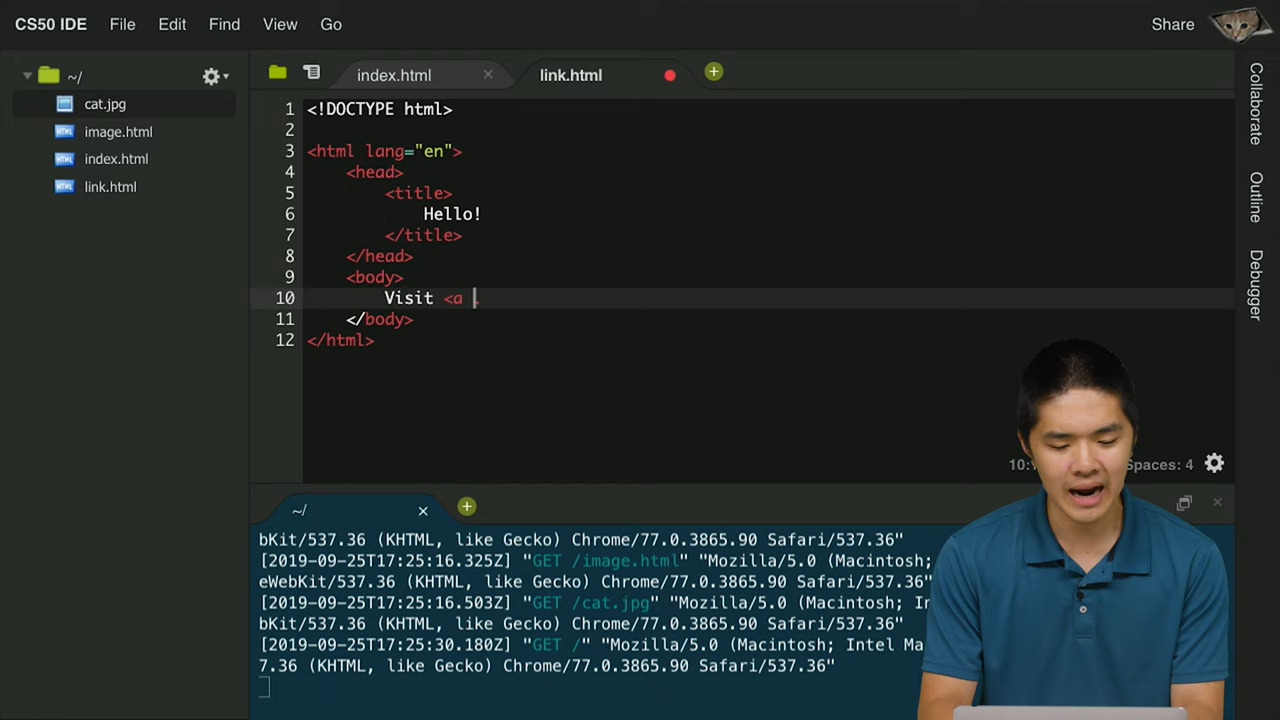 CS50 IDE File Edit Find View Go Share
~/
cat.jpg
image.html
index.html
link.html
index.html link.html
1 <!DOCTYPE html>
2
3 <html lang="en">
4 <head>
5 <title>
6 Hello!
7 </title>
8 </head>
9 <body>
10 Visit <a .
11 </body>
12 </html>
Collaborate
Outline
Debugger
Spaces: 4
~/
bKit/537.36 (KHTML, like Gecko) Chrome/77.0.3865.90 Safari/537.36"
[2019-09-25T17:25:16.325Z] "GET /image.html" "Mozilla/5.0 (Macintosh;
eWebKit/537.36 (KHTML, like Gecko) Chrome/77.0.3865.90 Safari/537.36"
[2019-09-25T17:25:16.503Z] "GET /cat.jpg" "Mozilla/5.0 (Macintosh; In
bKit/537.36 (KHTML, like Gecko) Chrome/77.0.3865.90 Safari/537.36"
[2019-09-25T17:25:30.180Z] "GET /" "Mozilla/5.0 (Macintosh; Intel Ma
7.36 (KHTML, like Gecko) Chrome/77.0.3865.90 Safari/537.36"